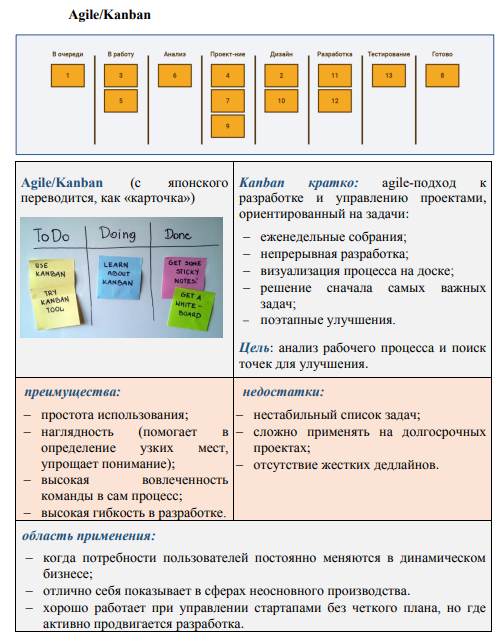 Agile/Kanban
В очереди
В работу
Анализ
Проект-ние
Дизайн
Разработка
Тестирование
Готово
1
3
6
4
2
11
13
8
5
7
10
12
9
Agile/Kanban (с
японского
переводится, как «карточка»)
To Do
Doing
Done
USE
KANBAN
TRY
KANBAN
TOOL
LEARN
ABOUT
KANBAN
GET SOME
STICKY
NOTES!
GET A
WHITE-
BOARD
Kanban кратко: agile-подход к
разработке и управлению проектами,
ориентированный на задачи:
– еженедельные собрания;
– непрерывная разработка;
– визуализация процесса на доске;
– решение сначала самых важных
задач;
– поэтапные улучшения.
Цель: анализ рабочего процесса и поиск
точек для улучшения.
преимущества:
– простота использования;
– наглядность (помогает в
определение узких мест,
упрощает понимание);
– высокая вовлеченность
команды в сам процесс;
– высокая гибкость в разработке.
недостатки:
– нестабильный список задач;
– сложно применять на долгосрочных
проектах;
– отсутствие жестких дедлайнов.
область применения:
– когда потребности пользователей постоянно меняются в динамическом
бизнесе;
– отлично себя показывает в сферах неосновного производства.
– хорошо работает при управлении стартапами без четкого плана, но где
активно продвигается разработка.